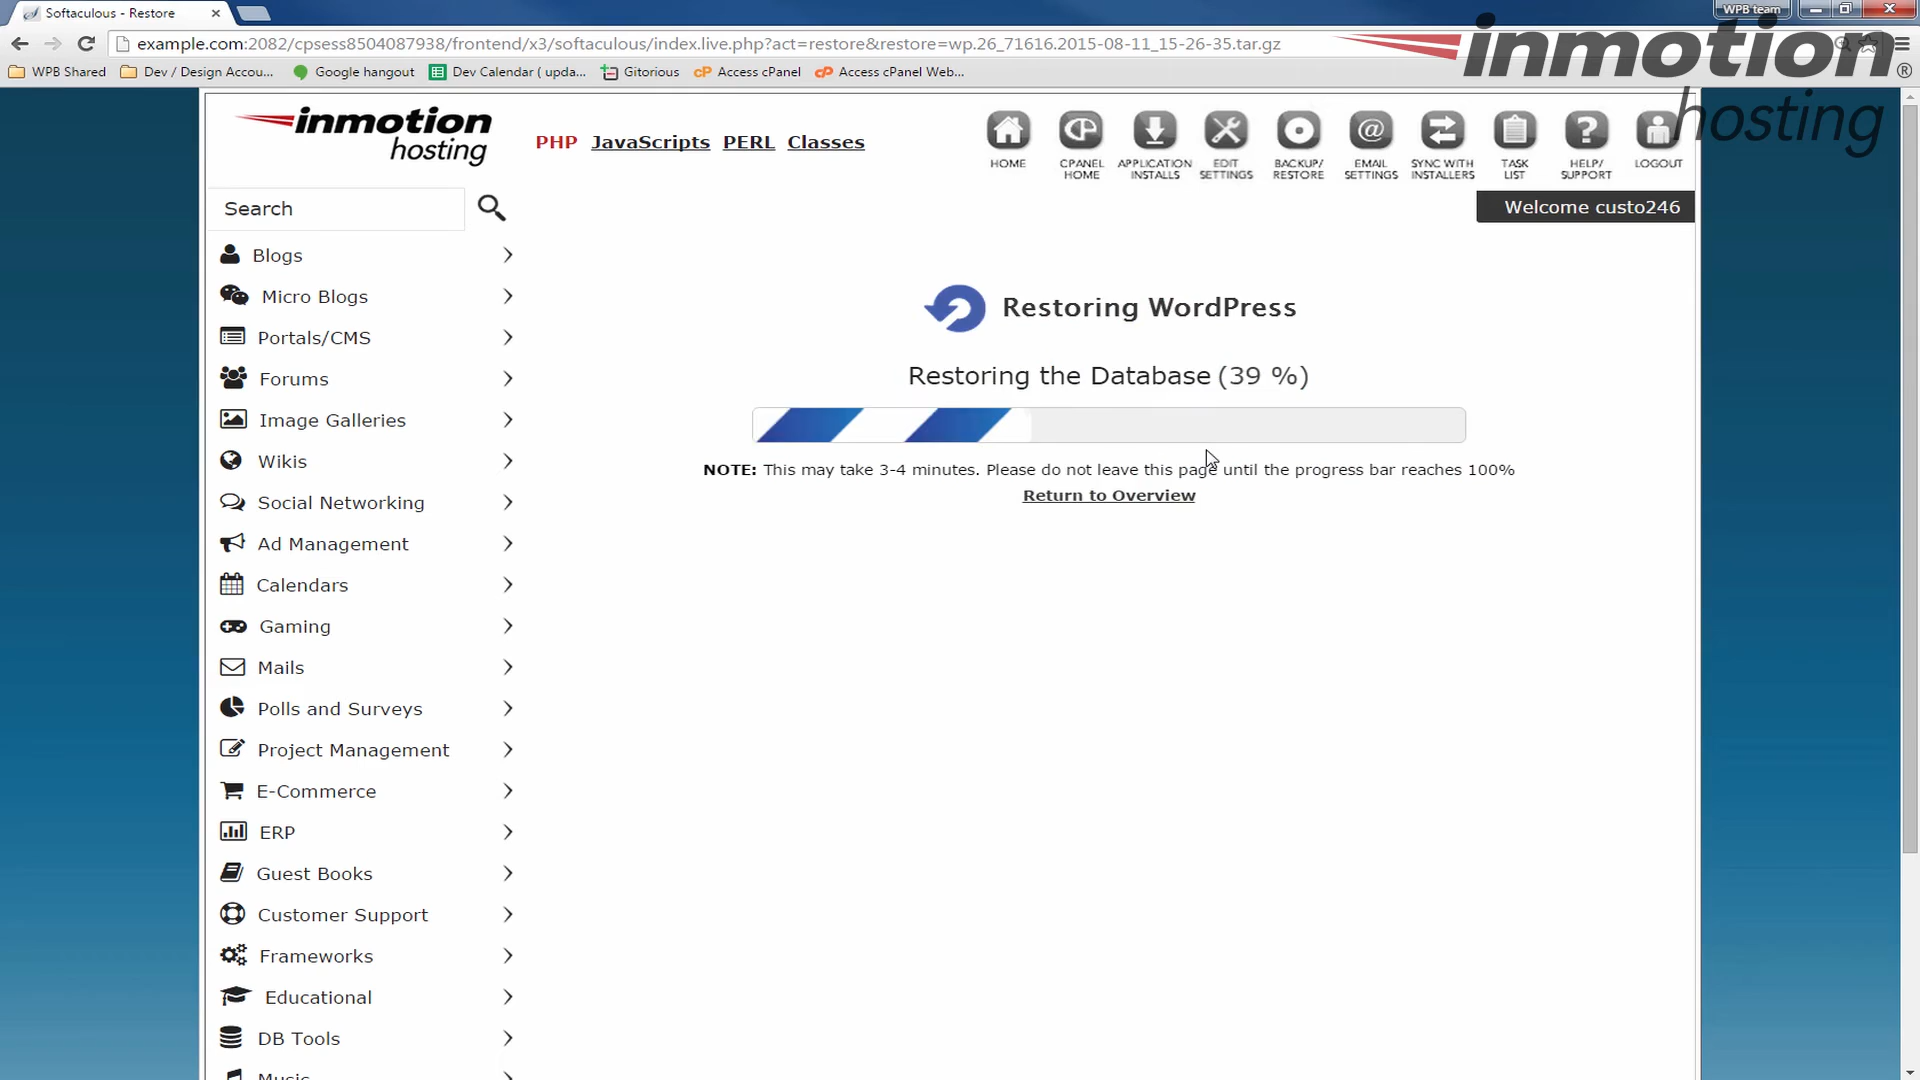 Softaculous - Restore
WPB team
example.com:2082/cpsess8504087938/frontend/x3/softaculous/index.live.php?act=restore&restore=wp.26_71616.2015-08-11_15-26-35.tar.gz
WPB Shared
Dev / Design Accou...
Google hangout
Dev Calendar ( upda...
Gitorious
cP Access cPanel
cP Access cPanel Web...
inmotion®
hosting
inmotion
hosting
PHP JavaScripts PERL Classes
HOME
CPANEL HOME
APPLICATION INSTALLS
EDIT SETTINGS
BACKUP/ RESTORE
EMAIL SETTINGS
SYNC WITH INSTALLERS
TASK LIST
HELP/ SUPPORT
LOGOUT
Search
Welcome custo246
Blogs
Micro Blogs
Portals/CMS
Forums
Image Galleries
Wikis
Social Networking
Ad Management
Calendars
Gaming
Mails
Polls and Surveys
Project Management
E-Commerce
ERP
Guest Books
Customer Support
Frameworks
Educational
DB Tools
Music
Restoring WordPress
Restoring the Database (39 %)
NOTE: This may take 3-4 minutes. Please do not leave this page until the progress bar reaches 100%
Return to Overview